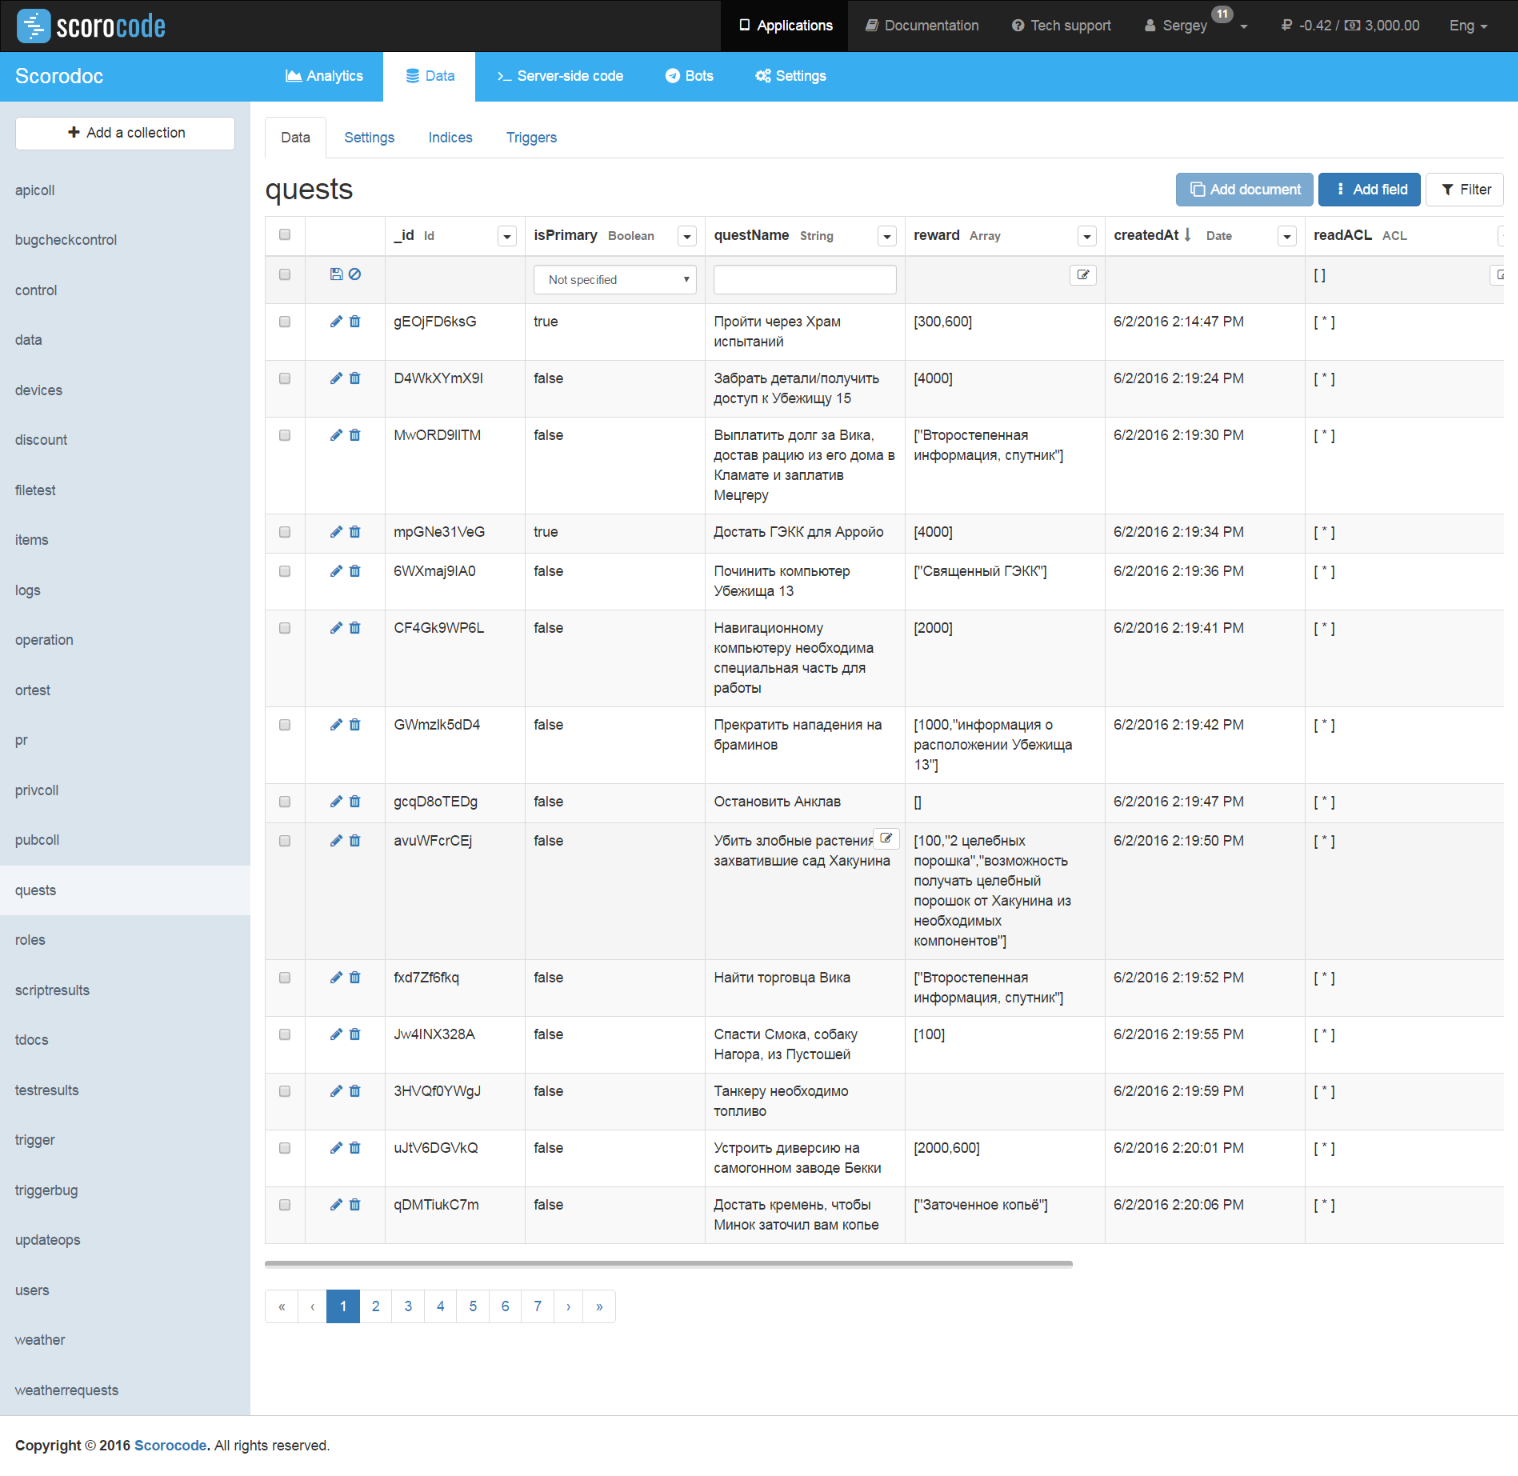 scorocode
Applications
Documentation
Tech support
Sergey 11
-0.42 / 3,000.00
Eng
Scorodoc
Analytics
Data
Server-side code
Bots
Settings
Add a collection
apicoll
bugcheckcontrol
control
data
devices
discount
filetest
items
logs
operation
ortest
pr
privcoll
pubcoll
quests
roles
scriptresults
tdocs
testresults
trigger
triggerbug
updateops
users
weather
weatherrequests
Data Settings Indices Triggers
quests
Add document
Add field
Filter
_id Id
isPrimary Boolean
questName String
reward Array
createdAt Date
readACL ACL
Not specified
[ ]
gEOjFD6ksG
true
Пройти через Храм
испытаний
[300,600]
6/2/2016 2:14:47 PM
[ * ]
D4WkXYmX9I
false
Забрать детали/получить
доступ к Убежищу 15
[4000]
6/2/2016 2:19:24 PM
[ * ]
MwORD9lITM
false
Выплатить долг за Вика,
достав рацию из его дома в
Кламате и заплатив
Мецгеру
["Второстепенная
информация, спутник"]
6/2/2016 2:19:30 PM
[ * ]
mpGNe31VeG
true
Достать ГЭКК для Арройо
[4000]
6/2/2016 2:19:34 PM
[ * ]
6WXmaj9IA0
false
Починить компьютер
Убежища 13
["Священный ГЭКК"]
6/2/2016 2:19:36 PM
[ * ]
CF4Gk9WP6L
false
Навигационному
компьютеру необходима
специальная часть для
работы
[2000]
6/2/2016 2:19:41 PM
[ * ]
GWmzlk5dD4
false
Прекратить нападения на
браминов
[1000,"информация о
расположении Убежища
13"]
6/2/2016 2:19:42 PM
[ * ]
gcqD8oTEDg
false
Остановить Анклав
[]
6/2/2016 2:19:47 PM
[ * ]
avuWFcrCEj
false
Убить злобные растения
захватившие сад Хакунина
[100,"2 целебных
порошка","возможность
получать целебный
порошок от Хакунина из
необходимых
компонентов"]
6/2/2016 2:19:50 PM
[ * ]
fxd7Zf6fkq
false
Найти торговца Вика
["Второстепенная
информация, спутник"]
6/2/2016 2:19:52 PM
[ * ]
Jw4INX328A
false
Спасти Смока, собаку
Нагора, из Пустошей
[100]
6/2/2016 2:19:55 PM
[ * ]
3HVQf0YWgJ
false
Танкеру необходимо
топливо
6/2/2016 2:19:59 PM
[ * ]
uJtV6DGVkQ
false
Устроить диверсию на
самогонном заводе Бекки
[2000,600]
6/2/2016 2:20:01 PM
[ * ]
qDMTiukC7m
false
Достать кремень, чтобы
Минок заточил вам копье
["Заточенное копьё"]
6/2/2016 2:20:06 PM
[ * ]
« ‹ 1 2 3 4 5 6 7 › »
Copyright © 2016 Scorocode. All rights reserved.